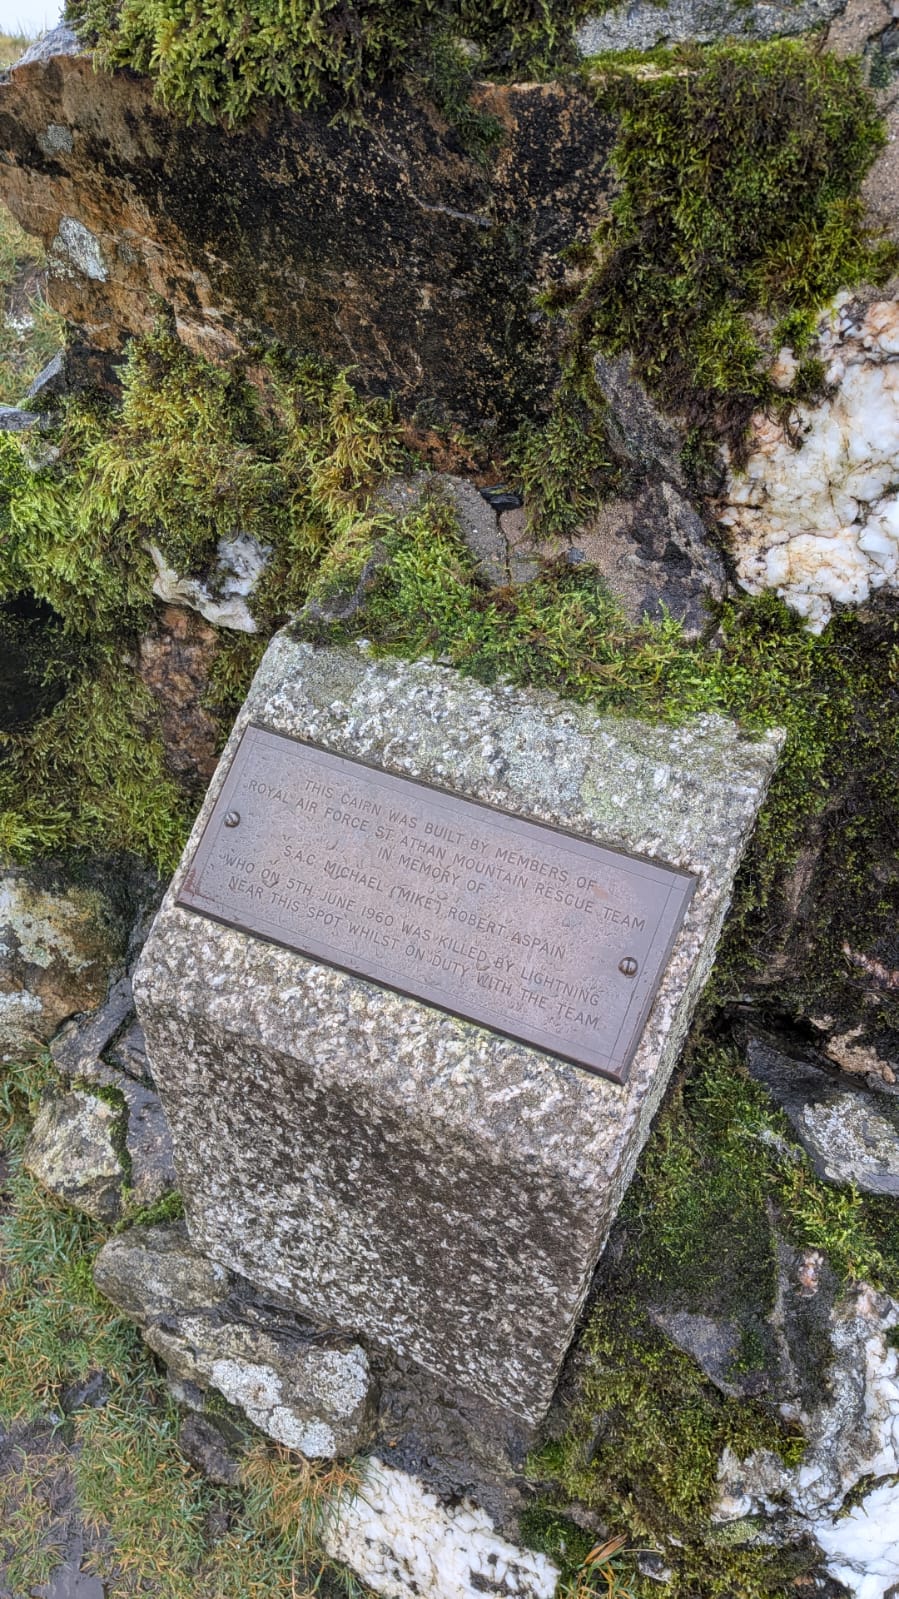 THIS CAIRN WAS BUILT BY MEMBERS OF
ROYAL AIR FORCE ST. ATHAN MOUNTAIN RESCUE TEAM
IN MEMORY OF
S.A.C. MICHAEL (MIKE) ROBERT ASPAIN
WHO ON 5TH. JUNE 1960 WAS KILLED BY LIGHTNING
NEAR THIS SPOT WHILST ON DUTY WITH THE TEAM